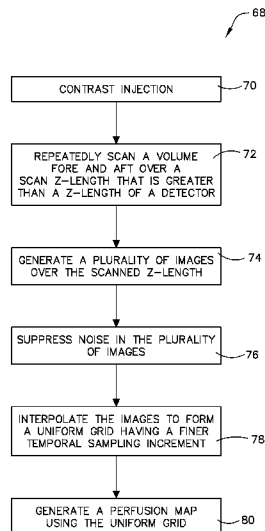 68
CONTRAST INJECTION
70
REPEATEDLY SCAN A VOLUME
FORE AND AFT OVER A
SCAN Z-LENGTH THAT IS GREATER
THAN A Z-LENGTH OF A DETECTOR
72
GENERATE A PLURALITY OF IMAGES
OVER THE SCANNED Z-LENGTH
74
SUPPRESS NOISE IN THE PLURALITY
OF IMAGES
76
INTERPOLATE THE IMAGES TO FORM
A UNIFORM GRID HAVING A FINER
TEMPORAL SAMPLING INCREMENT
78
GENERATE A PERFUSION MAP
USING THE UNIFORM GRID
80